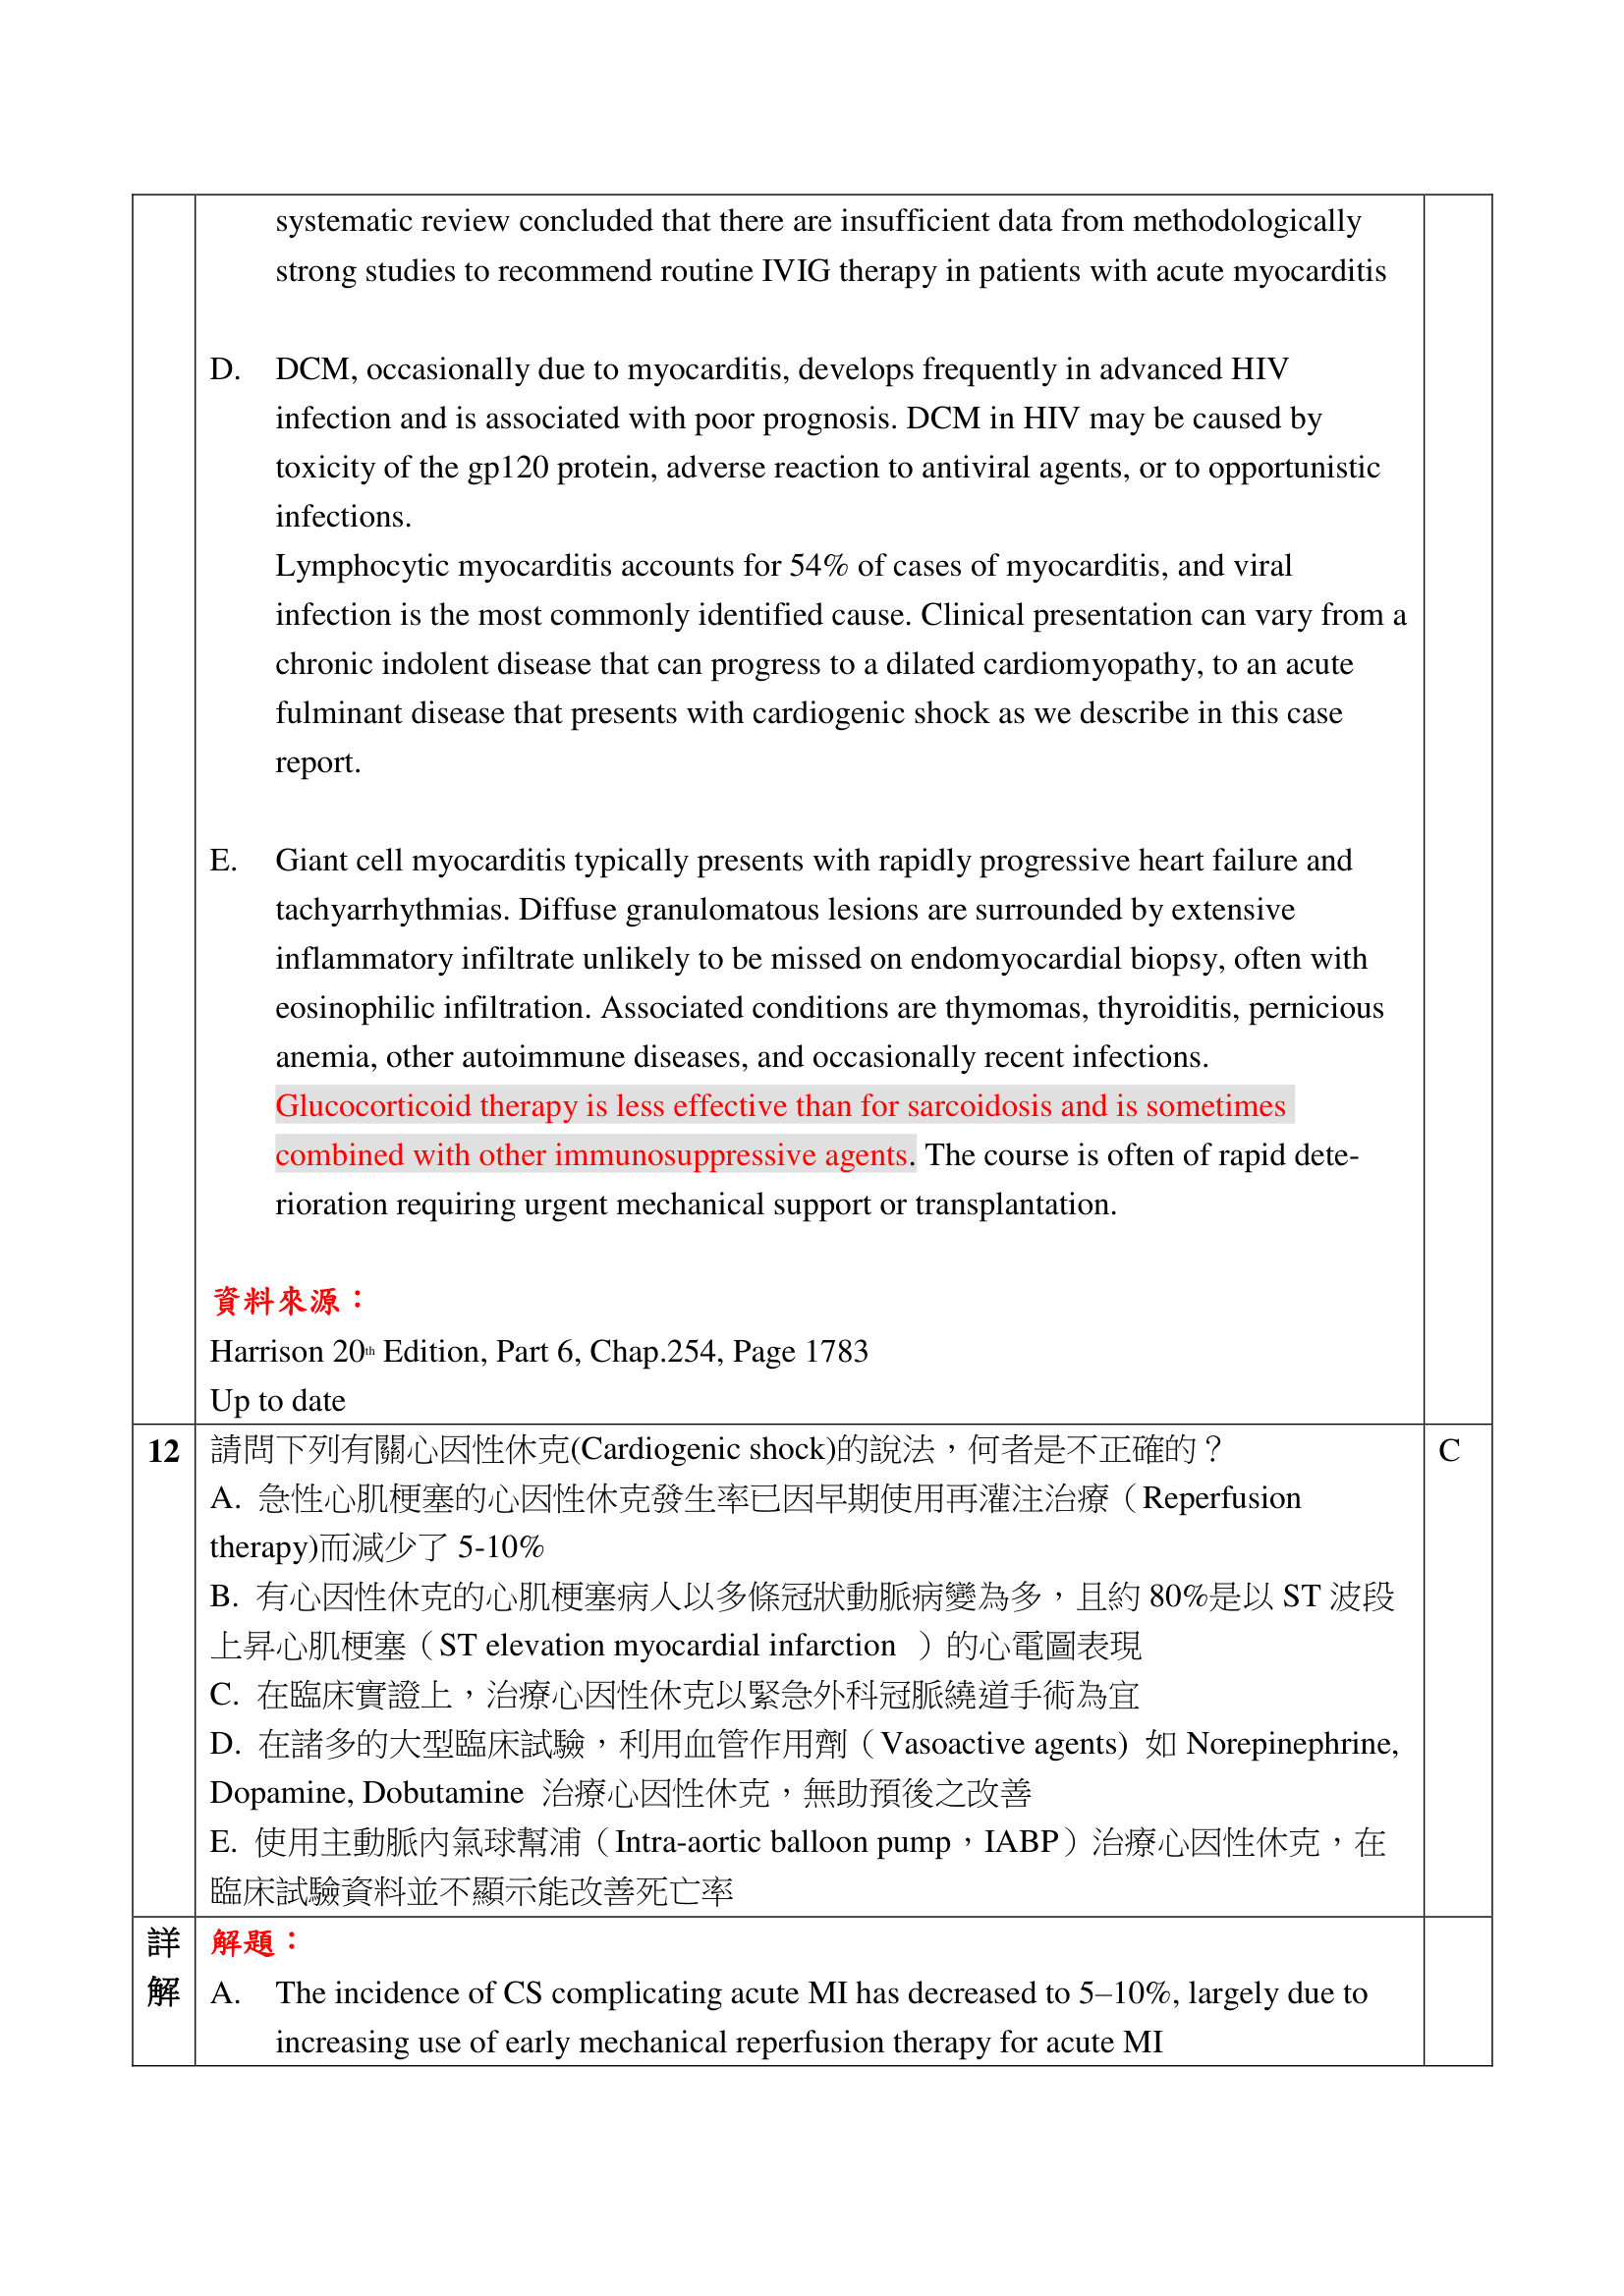 systematic review concluded that there are insufficient data from methodologically
strong studies to recommend routine IVIG therapy in patients with acute myocarditis
D. DCM, occasionally due to myocarditis, develops frequently in advanced HIV
infection and is associated with poor prognosis. DCM in HIV may be caused by
toxicity of the gp120 protein, adverse reaction to antiviral agents, or to opportunistic
infections.
Lymphocytic myocarditis accounts for 54% of cases of myocarditis, and viral
infection is the most commonly identified cause. Clinical presentation can vary from a
chronic indolent disease that can progress to a dilated cardiomyopathy, to an acute
fulminant disease that presents with cardiogenic shock as we describe in this case
report.
E. Giant cell myocarditis typically presents with rapidly progressive heart failure and
tachyarrhythmias. Diffuse granulomatous lesions are surrounded by extensive
inflammatory infiltrate unlikely to be missed on endomyocardial biopsy, often with
eosinophilic infiltration. Associated conditions are thymomas, thyroiditis, pernicious
anemia, other autoimmune diseases, and occasionally recent infections.
Glucocorticoid therapy is less effective than for sarcoidosis and is sometimes
combined with other immunosuppressive agents. The course is often of rapid dete-
rioration requiring urgent mechanical support or transplantation.
資料來源：
Harrison 20th Edition, Part 6, Chap.254, Page 1783
Up to date
12 請問下列有關心因性休克(Cardiogenic shock)的說法，何者是不正確的？ C
A. 急性心肌梗塞的心因性休克發生率已因早期使用再灌注治療（Reperfusion
therapy)而減少了 5-10%
B. 有心因性休克的心肌梗塞病人以多條冠狀動脈病變為多，且約 80%是以 ST 波段
上昇心肌梗塞（ST elevation myocardial infarction ）的心電圖表現
C. 在臨床實證上，治療心因性休克以緊急外科冠脈繞道手術為宜
D. 在諸多的大型臨床試驗，利用血管作用劑（Vasoactive agents) 如 Norepinephrine,
Dopamine, Dobutamine 治療心因性休克，無助預後之改善
E. 使用主動脈內氣球幫浦（Intra-aortic balloon pump，IABP）治療心因性休克，在
臨床試驗資料並不顯示能改善死亡率
詳解 解題：
A. The incidence of CS complicating acute MI has decreased to 5–10%, largely due to
increasing use of early mechanical reperfusion therapy for acute MI